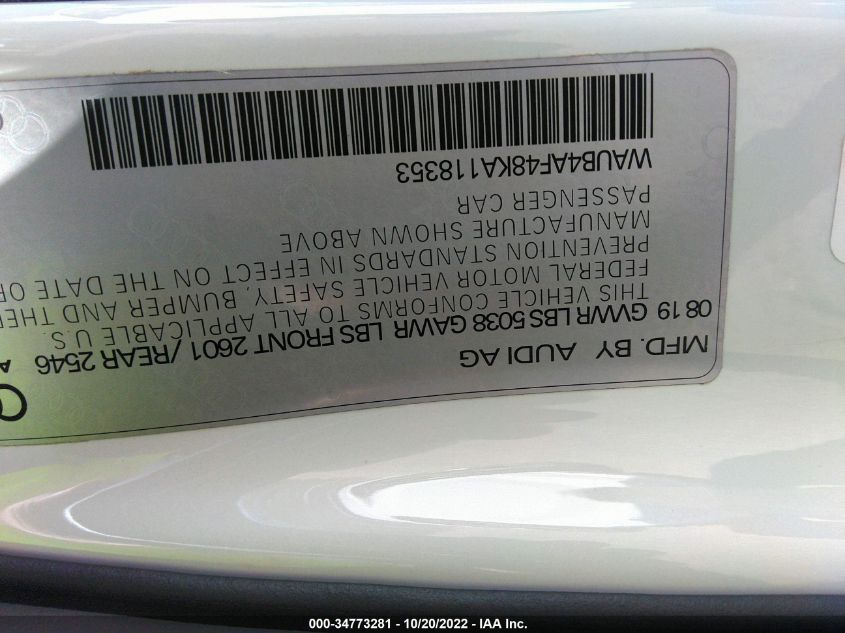 MFD. BY AUDI AG
08 19 GVWR LBS 5038 GAWR LBS FRONT 2601 / REAR 2546
THIS VEHICLE CONFORMS TO ALL APPLICABLE U.S.
FEDERAL MOTOR VEHICLE SAFETY, BUMPER AND
PREVENTION STANDARDS IN EFFECT ON THE DATE OF
MANUFACTURE SHOWN ABOVE
PASSENGER CAR
WAUB4AF48KA118353
000-34773281 - 10/20/2022 - IAA Inc.